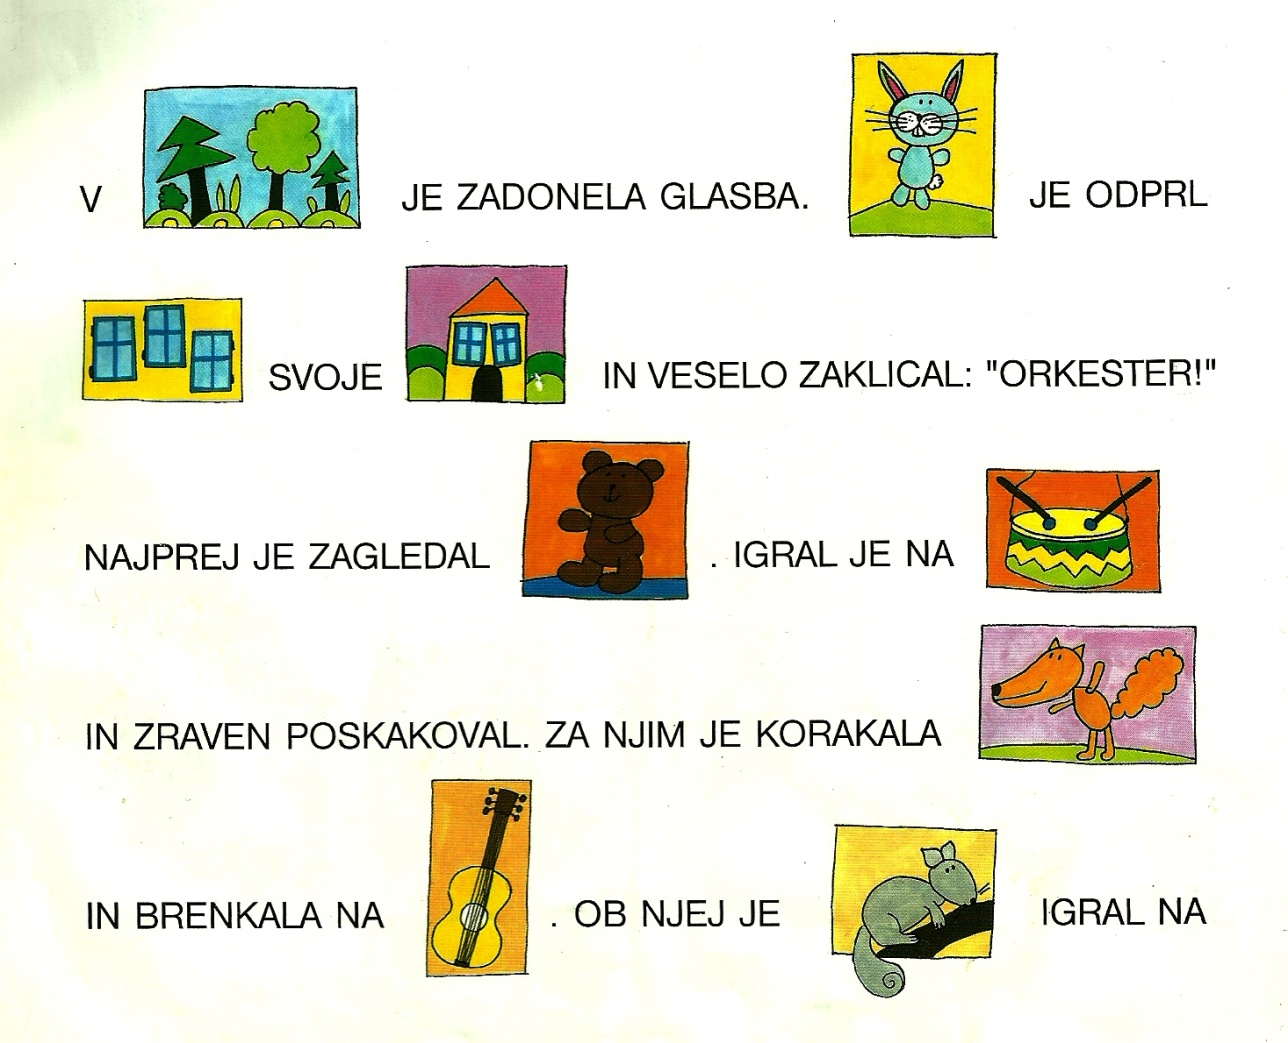 V JE ZADONELA GLASBA. JE ODPRL
SVOJE IN VESELO ZAKLICAL: "ORKESTER!"
NAJPREJ JE ZAGLEDAL . IGRAL JE NA
IN ZRAVEN POSKAKOVAL. ZA NJIM JE KORAKALA
IN BRENKALA NA . OB NJEJ JE IGRAL NA